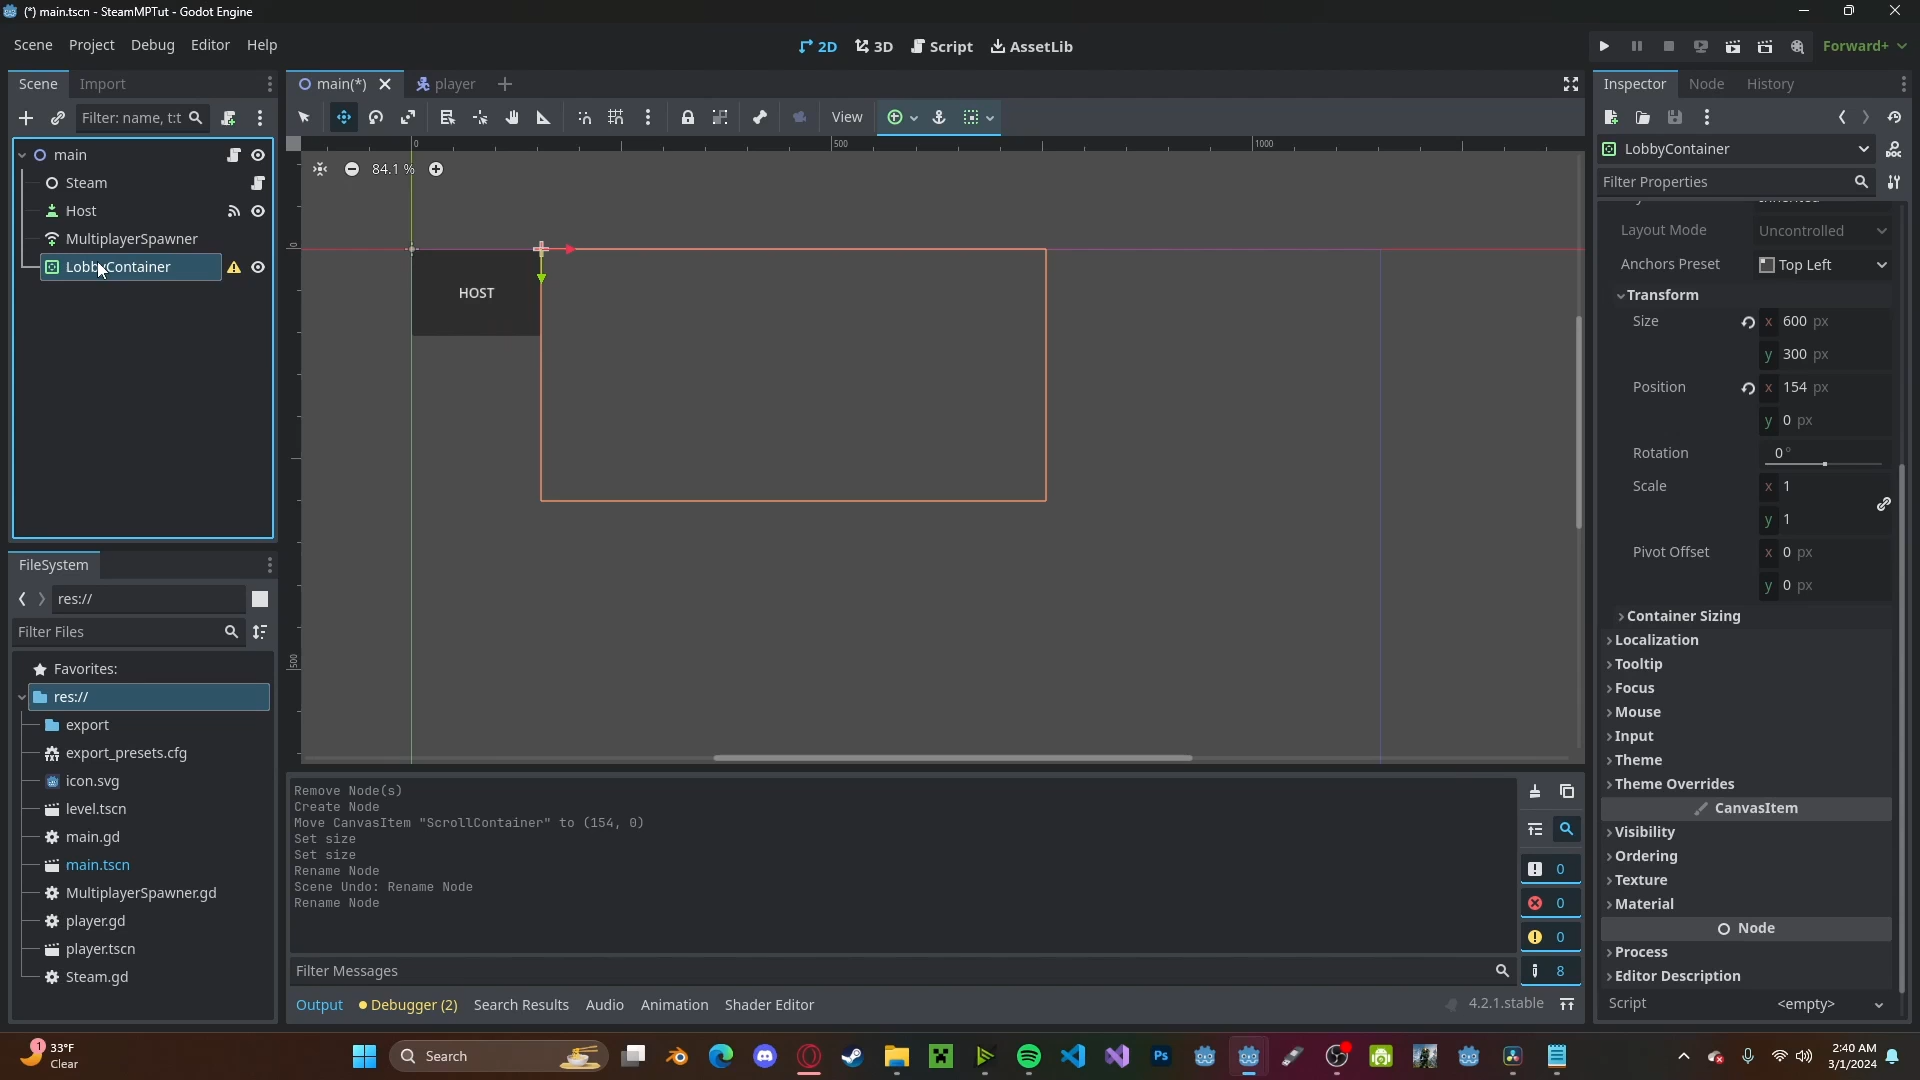 (*) main.tscn - SteamMPTut - Godot Engine
Scene Project Debug Editor Help
2D 3D Script AssetLib
Forward+
Scene Import
main(*) player
Inspector Node History
Filter: name, t:t
View
84.1 %
0 500 1000
0
500
main
Steam
Host
MultiplayerSpawner
LobbyContainer
HOST
FileSystem
res://
Filter Files
Favorites:
res://
export
export_presets.cfg
icon.svg
level.tscn
main.gd
main.tscn
MultiplayerSpawner.gd
player.gd
player.tscn
Steam.gd
Remove Node(s)
Create Node
Move CanvasItem "ScrollContainer" to (154, 0)
Set size
Set size
Rename Node
Scene Undo: Rename Node
Rename Node
0
0
0
8
Filter Messages
Output Debugger (2) Search Results Audio Animation Shader Editor
4.2.1.stable
LobbyContainer
DOC
Filter Properties
Layout Mode Uncontrolled
Anchors Preset Top Left
Transform
Size x 600 px
y 300 px
Position x 154 px
y 0 px
Rotation 0 °
Scale x 1
y 1
Pivot Offset x 0 px
y 0 px
Container Sizing
Localization
Tooltip
Focus
Mouse
Input
Theme
Theme Overrides
CanvasItem
Visibility
Ordering
Texture
Material
Node
Process
Editor Description
Script <empty>
1
33°F
Clear
Search
Ps
2:40 AM
3/1/2024